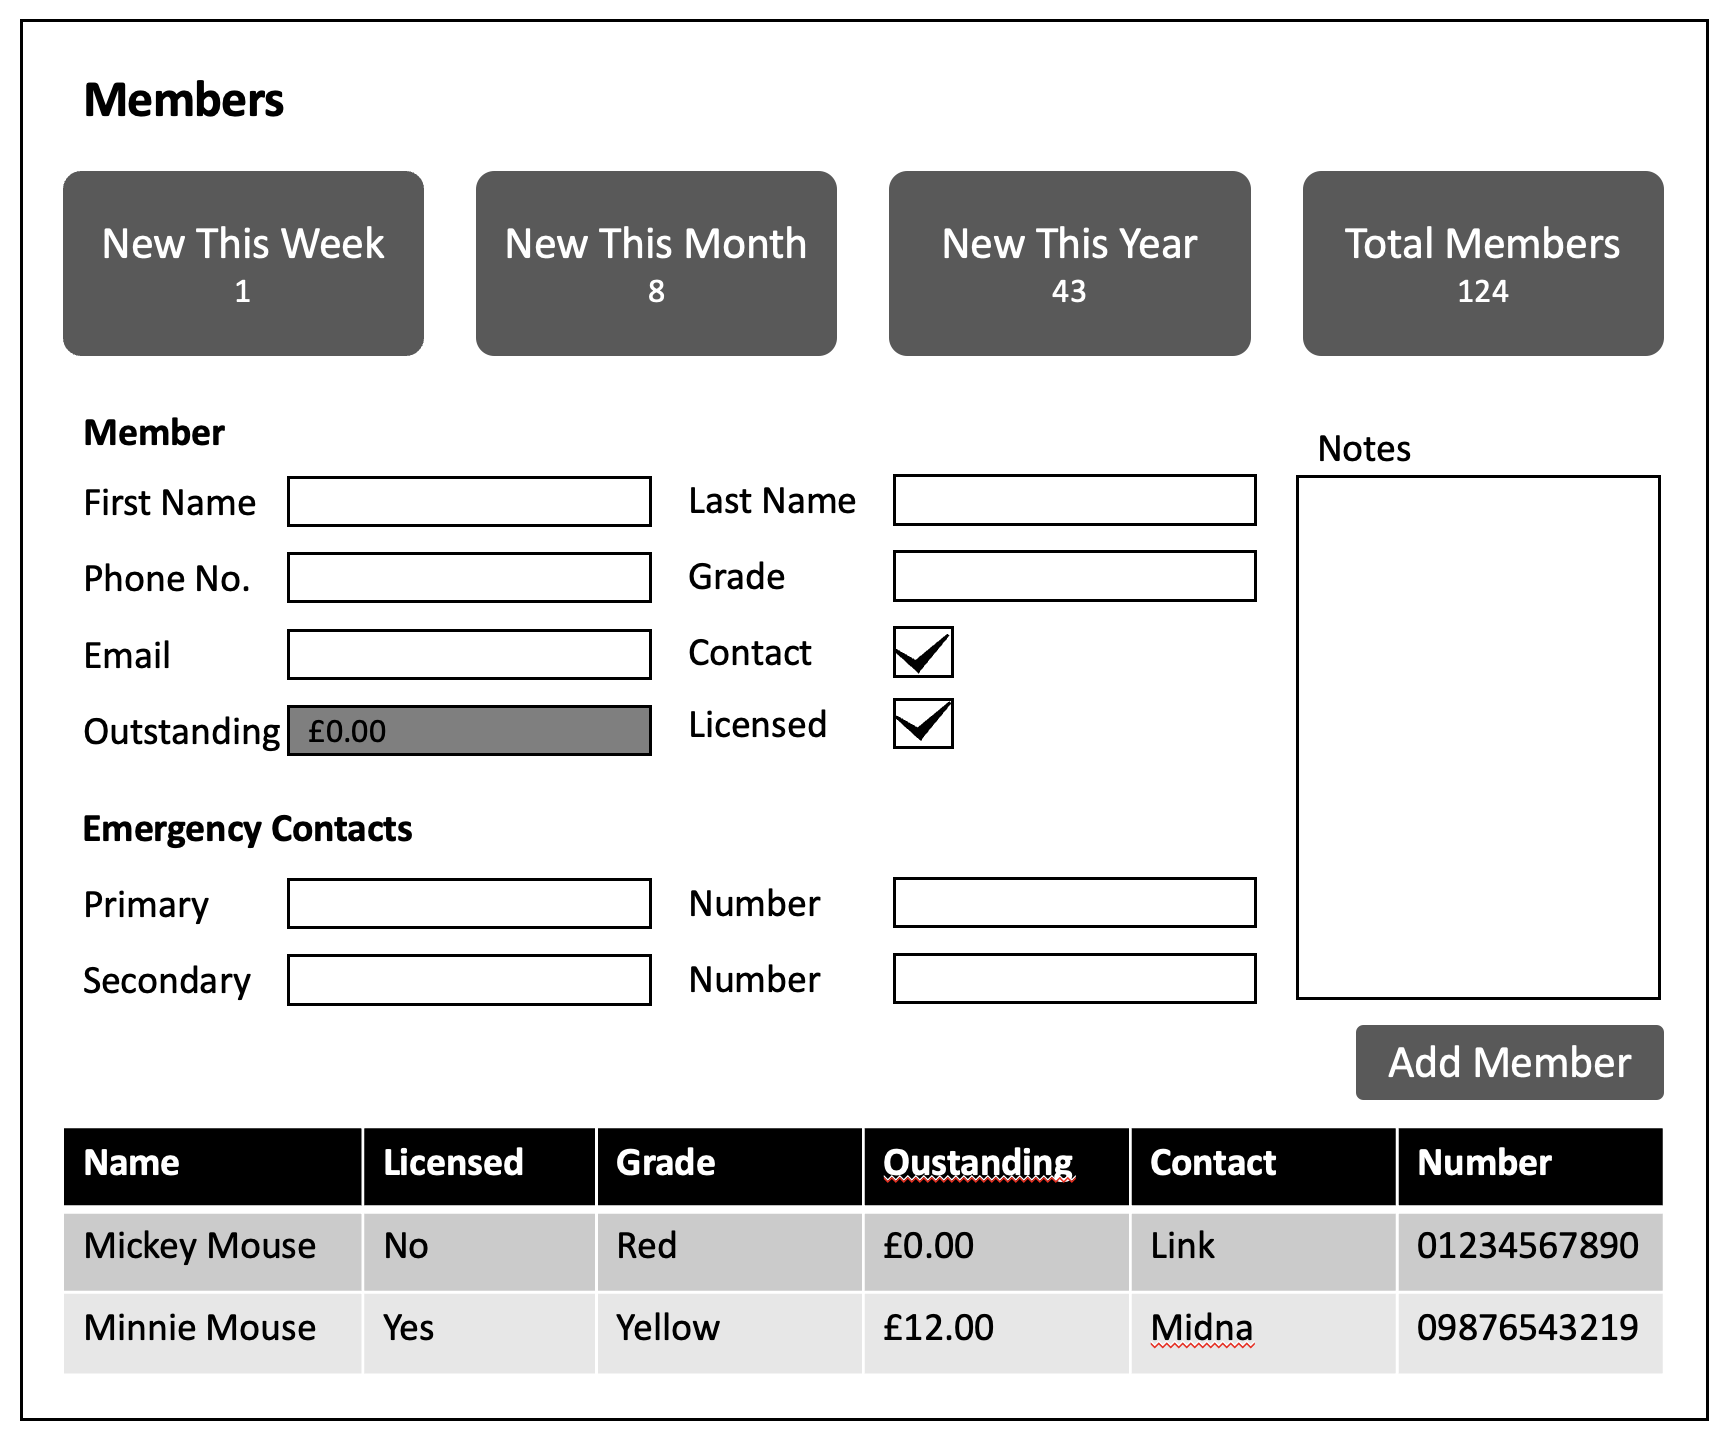 Members
New This Week
1
New This Month
8
New This Year
43
Total Members
124
Member
First Name
Last Name
Phone No.
Grade
Email
Contact
Outstanding £0.00
Licensed
Notes
Emergency Contacts
Primary
Number
Secondary
Number
Add Member
Name Licensed Grade Oustanding Contact Number
Mickey Mouse No Red £0.00 Link 01234567890
Minnie Mouse Yes Yellow £12.00 Midna 09876543219